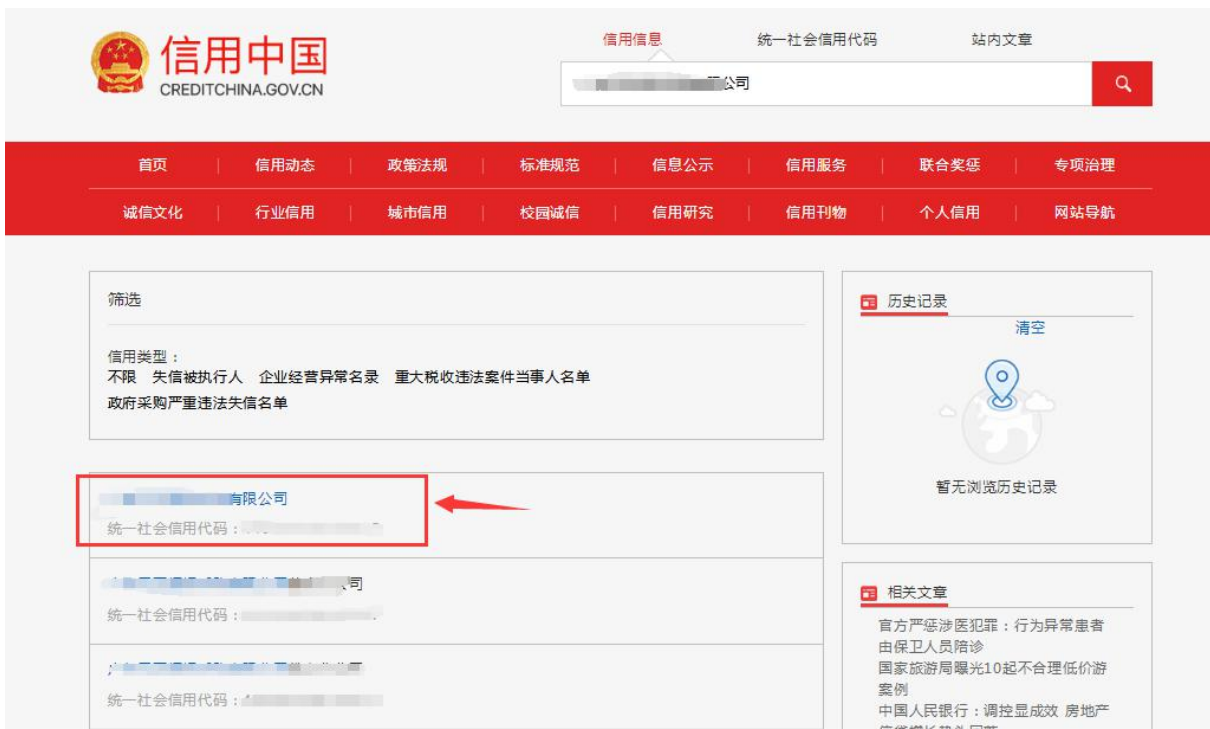 信用信息 统一社会信用代码 站内文章
信用中国
CREDITCHINA.GOV.CN
公司
首页 信用动态 政策法规 标准规范 信息公示 信用服务 联合奖惩 专项治理
诚信文化 行业信用 城市信用 校园诚信 信用研究 信用刊物 个人信用 网站导航
筛选
信用类型：
不限 失信被执行人 企业经营异常名录 重大税收违法案件当事人名单
政府采购严重违法失信名单
有限公司
统一社会信用代码：
司
统一社会信用代码：
统一社会信用代码：
历史记录
清空
暂无浏览历史记录
相关文章
官方严惩涉医犯罪：行为异常患者
由保卫人员陪诊
国家旅游局曝光10起不合理低价游
案例
中国人民银行：调控显成效 房地产